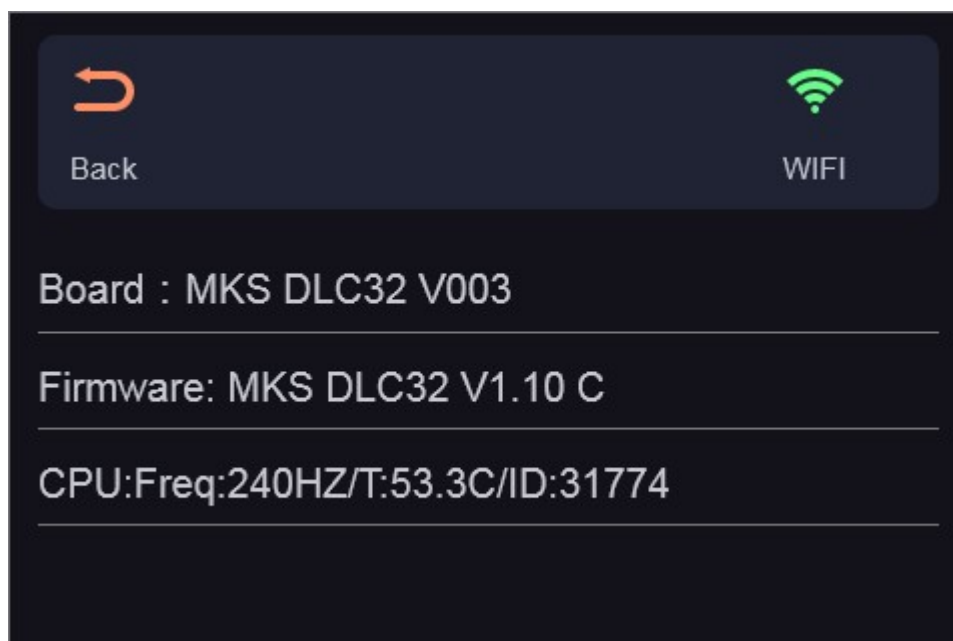 Back WIFI
Board : MKS DLC32 V003
Firmware: MKS DLC32 V1.10 C
CPU:Freq:240HZ/T:53.3C/ID:31774